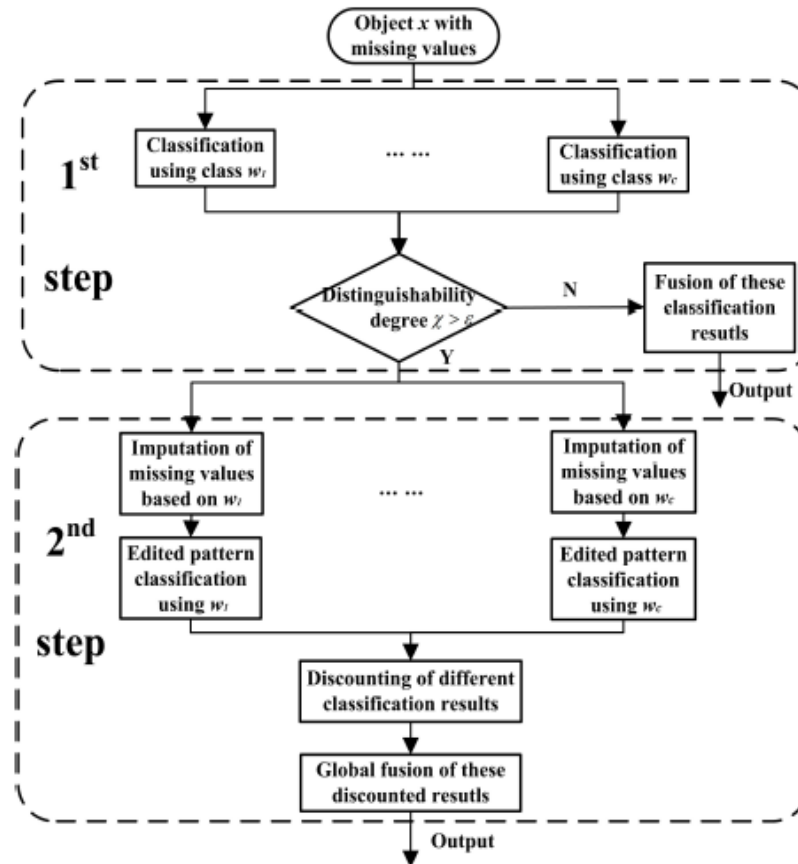 Object x with
missing values
1st
step
Classification
using class w1
... ...
Classification
using class wc
Distinguishability
degree χ > ε
N
Y
Fusion of these
classification
resutls
Output
2nd
step
Imputation of
missing values
based on w1
... ...
Imputation of
missing values
based on wc
Edited pattern
classification
using w1
Edited pattern
classification
using wc
Discounting of different
classification results
Global fusion of these
discounted resutls
Output